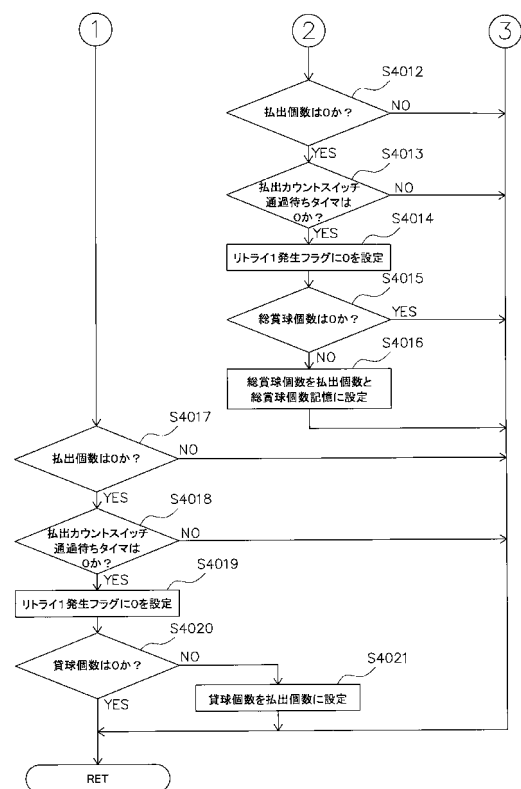 1
2
3
S4012
払出個数は0か?
NO
YES
S4013
払出カウントスイッチ
通過待ちタイマは
0か?
NO
YES
S4014
リトライ1発生フラグに0を設定
S4015
総賞球個数は0か?
YES
NO
S4016
総賞球個数を払出個数と
総賞球個数記憶に設定
S4017
払出個数は0か?
NO
YES
S4018
払出カウントスイッチ
通過待ちタイマは
0か?
NO
YES
S4019
リトライ1発生フラグに0を設定
S4020
貸球個数は0か?
NO
YES
S4021
貸球個数を払出個数に設定
RET